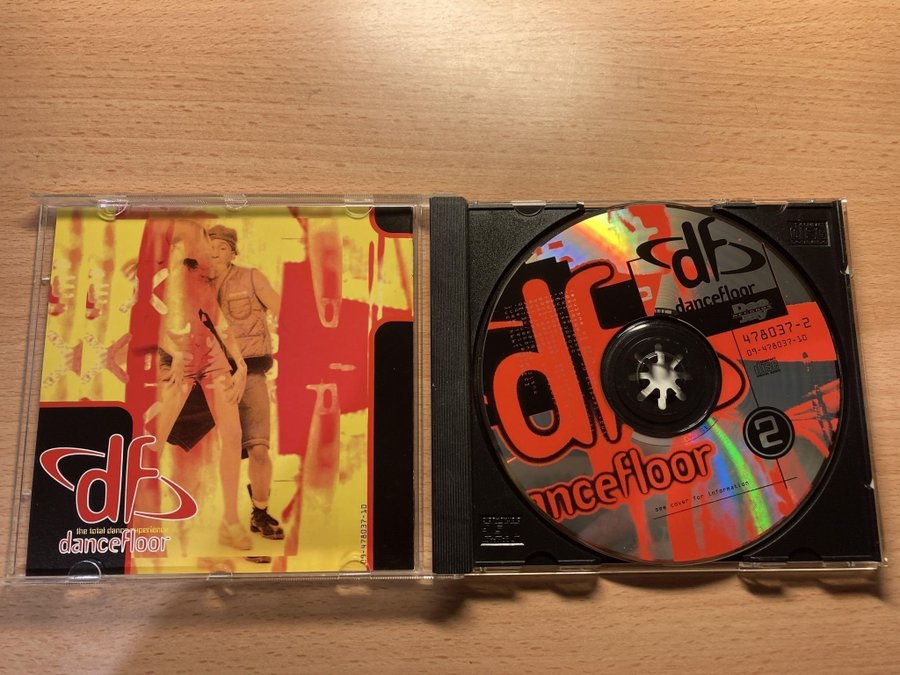 df
the total dance experience
dancefloor
09-478037-10
df
dancefloor
df
dancefloor
478037-2
09-478037-10
2
see cover for information